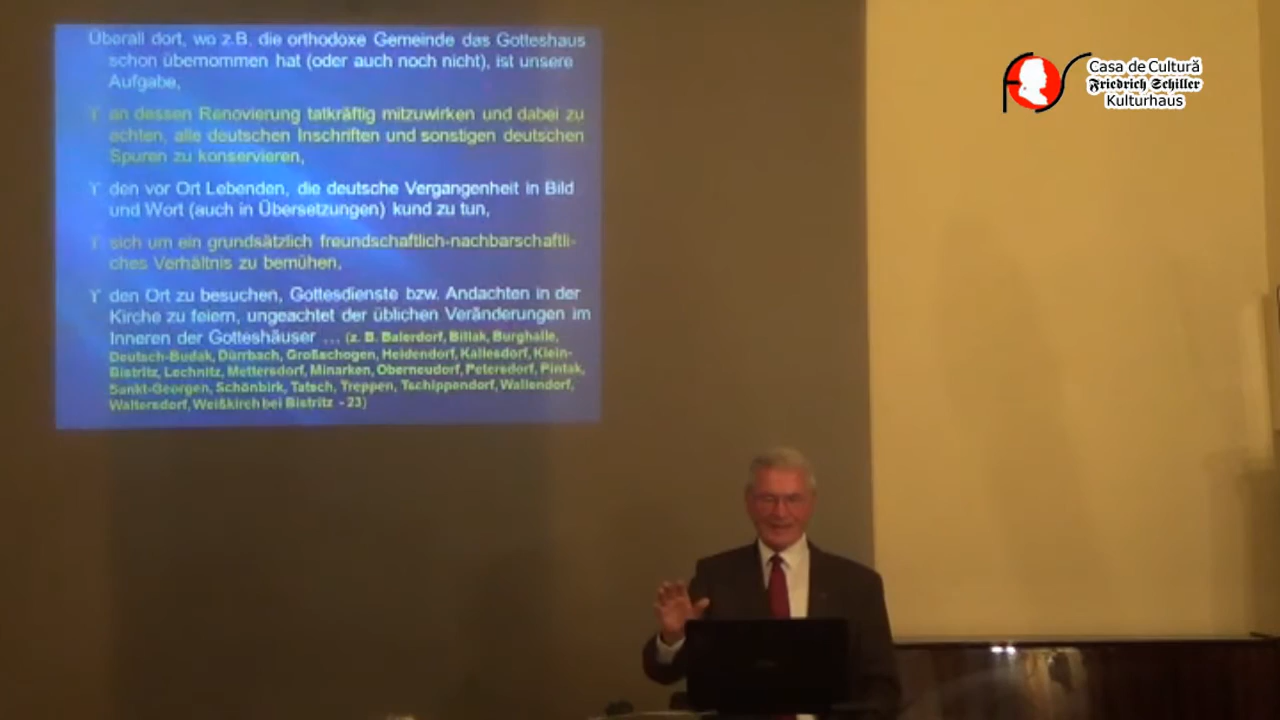 Überall dort, wo z.B. die orthodoxe Gemeinde das Gotteshaus
schon übernommen hat (oder auch noch nicht), ist unsere
Aufgabe,
an dessen Renovierung tatkräftig mitzuwirken und dabei zu
achten, alle deutschen Inschriften und sonstigen deutschen
Spuren zu konservieren,
den vor Ort Lebenden, die deutsche Vergangenheit in Bild
und Wort (auch in Übersetzungen) kund zu tun,
sich um ein grundsätzlich freundschaftlich-nachbarschaftli-
ches Verhältnis zu bemühen,
den Ort zu besuchen, Gottesdienste bzw. Andachten in der
Kirche zu feiern, ungeachtet der üblichen Veränderungen im
Inneren der Gotteshäuser ... (z. B. Baierdorf, Billak, Burghalle,
Deutsch-Budak, Dürrbach, Großschogen, Heidendorf, Kallesdorf, Klein-
Bistritz, Lechnitz, Mettersdorf, Minarken, Oberneudorf, Petersdorf, Pintak,
Sankt-Georgen, Schönbirk, Tatsch, Treppen, Tschippendorf, Wallendorf,
Waltersdorf, Weißkirch bei Bistritz - 23)
Casa de Cultură
Friedrich Schiller
Kulturhaus